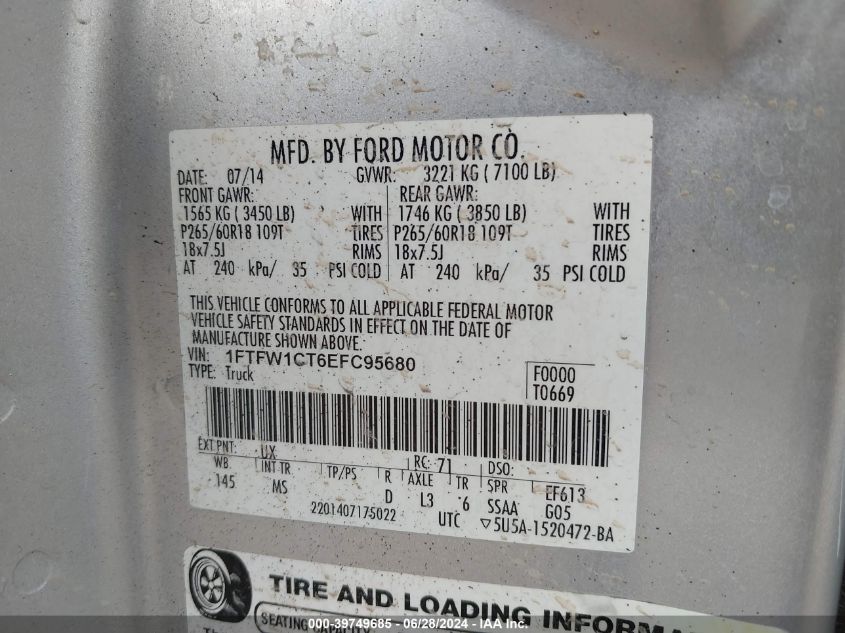 MFD. BY FORD MOTOR CO.
DATE: 07/14 GVWR: 3221 KG ( 7100 LB)
FRONT GAWR: REAR GAWR:
1565 KG ( 3450 LB) WITH 1746 KG ( 3850 LB) WITH
P265/60R18 109T TIRES P265/60R18 109T TIRES
18x7.5J RIMS 18x7.5J RIMS
AT 240 kPa/ 35 PSI COLD AT 240 kPa/ 35 PSI COLD
THIS VEHICLE CONFORMS TO ALL APPLICABLE FEDERAL MOTOR
VEHICLE SAFETY STANDARDS IN EFFECT ON THE DATE OF
MANUFACTURE SHOWN ABOVE.
VIN: 1FTFW1CT6EFC95680
TYPE: Truck
F0000
T0669
EXT PNT: UX RC: 71 DSO:
WB INT TR TP/PS R AXLE TR SPR EF613
145 MS D L3 6 SSAA G05
2201407175022 UTC ▽5U5A-1520472-BA
TIRE AND LOADING INFORMA
SEATING CAPACITY
000-39749685 - 06/28/2024 - IAA Inc.